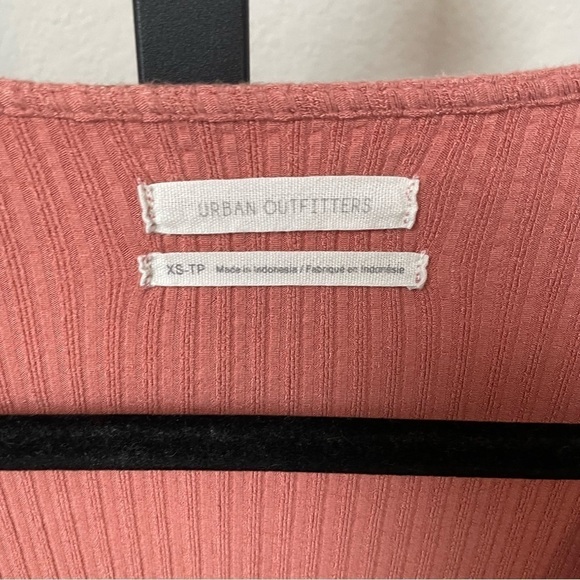 URBAN OUTFITTERS
XS-TP Made in Indonesia / Fabriqué en Indonésie